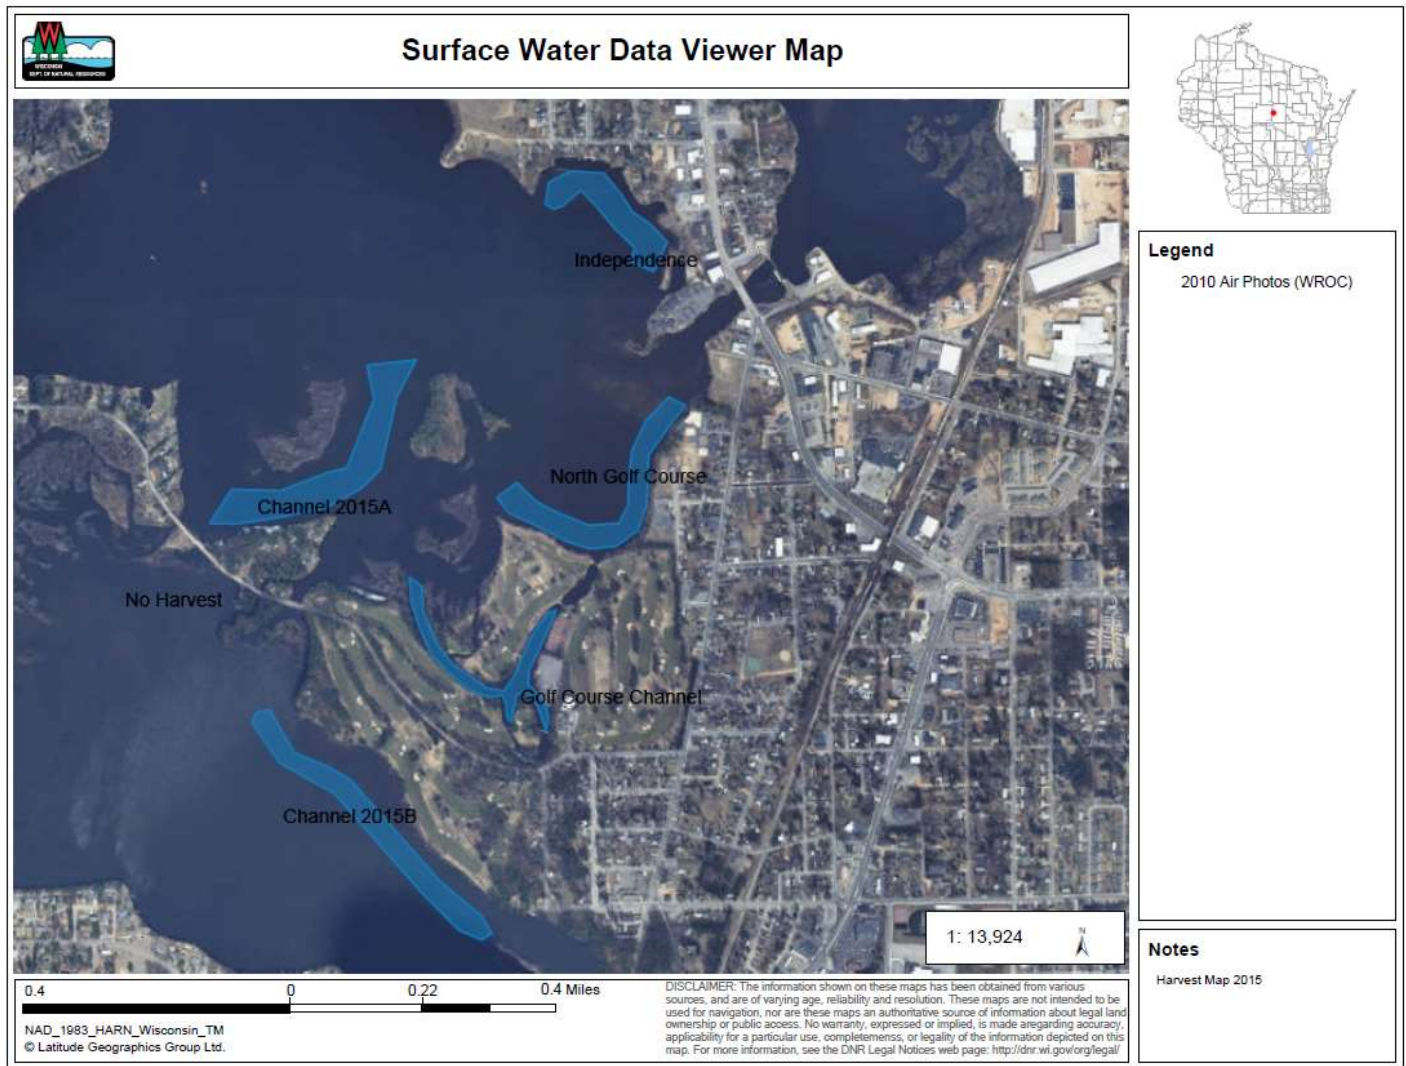 WISCONSIN
DEPT. OF NATURAL RESOURCES
Surface Water Data Viewer Map
Independence
North Golf Course
Channel 2015A
No Harvest
Golf Course Channel
Channel 2015B
1: 13,924
N
Legend
2010 Air Photos (WROC)
Notes
Harvest Map 2015
0.4
0
0.22
0.4 Miles
NAD_1983_HARN_Wisconsin_TM
© Latitude Geographics Group Ltd.
DISCLAIMER: The information shown on these maps has been obtained from various
sources, and are of varying age, reliability and resolution. These maps are not intended to be
used for navigation, nor are these maps an authoritative source of information about legal land
ownership or public access. No warranty, expressed or implied, is made aregarding accuracy,
applicability for a particular use, completemenss, or legality of the information depicted on this
map. For more information, see the DNR Legal Notices web page: http://dnr.wi.gov/org/legal/